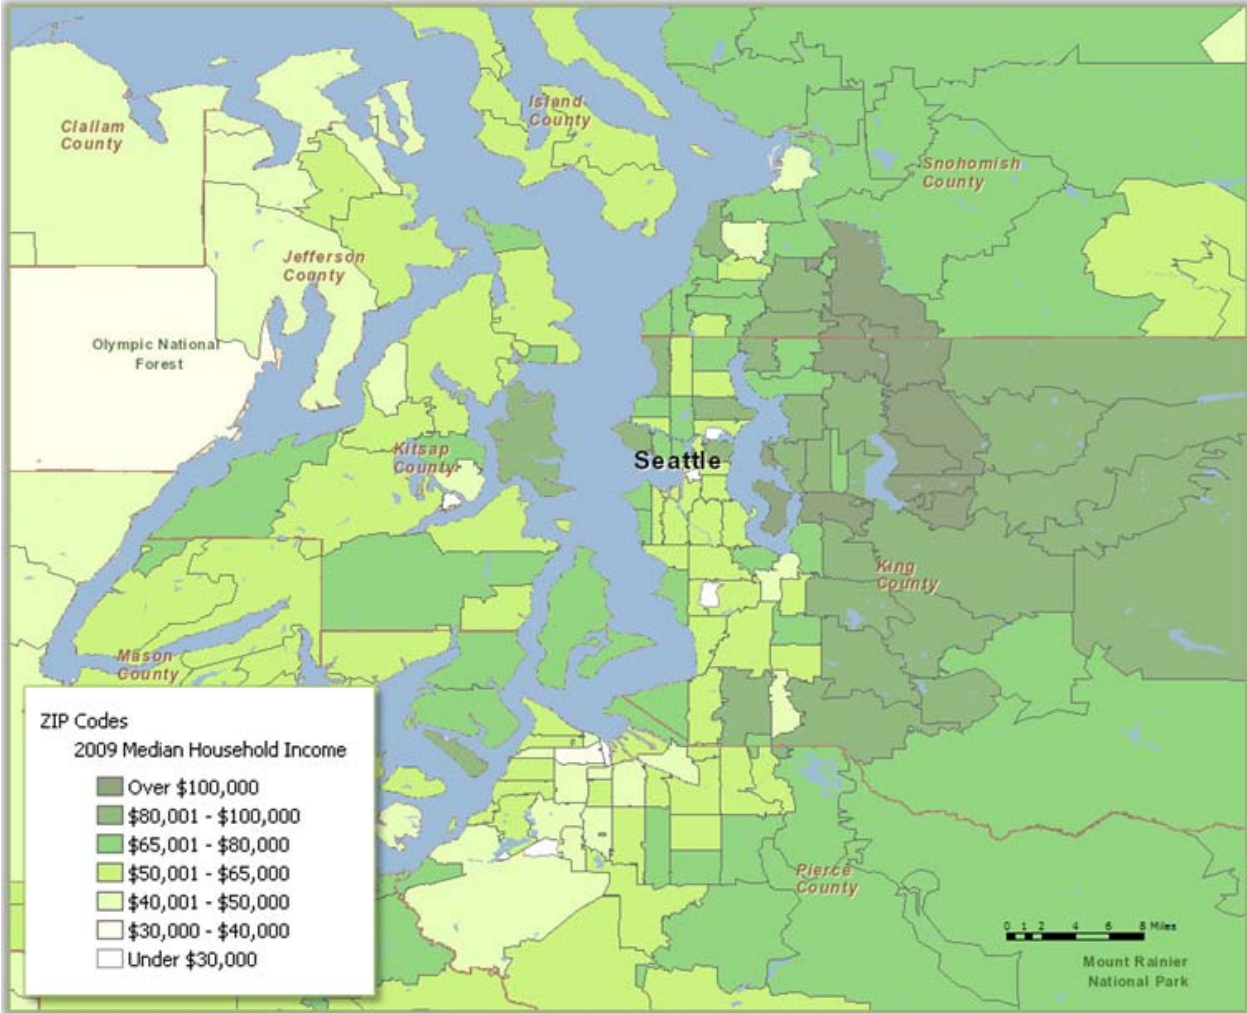 Clallam
County
Island
County
Snohomish
County
Jefferson
County
Olympic National
Forest
Kitsap
County
Seattle
King
County
Mason
County
ZIP Codes
2009 Median Household Income
Over $100,000
$80,001 - $100,000
$65,001 - $80,000
$50,001 - $65,000
$40,001 - $50,000
$30,000 - $40,000
Under $30,000
Pierce
County
0 1 2 4 6 8 Miles
Mount Rainier
National Park